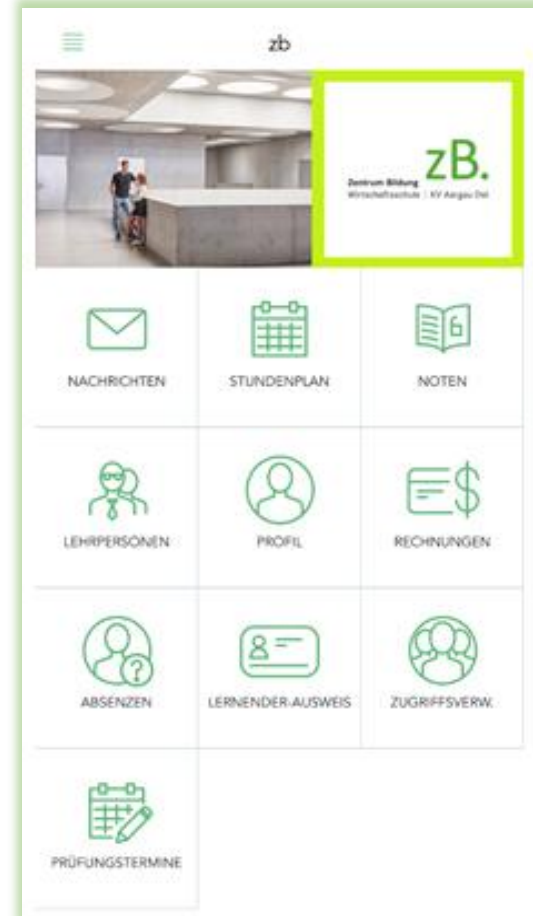 zb
zB.
Zentrum Bildung
Wirtschaftsschule | KV Aargau Ost
NACHRICHTEN
STUNDENPLAN
NOTEN
6
LEHRPERSONEN
PROFIL
RECHNUNGEN
$
ABSENZEN
?
LERNENDER-AUSWEIS
ZUGRIFFSVERW.
PRÜFUNGSTERMINE